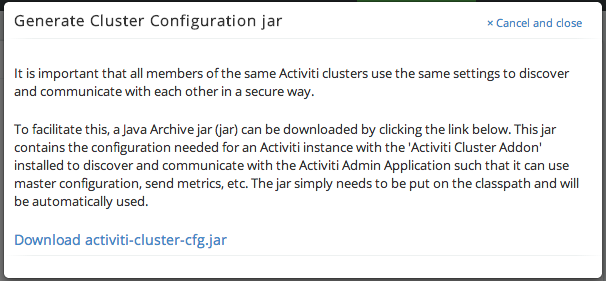 Generate Cluster Configuration jar
× Cancel and close
It is important that all members of the same Activiti clusters use the same settings to discover
and communicate with each other in a secure way.
To facilitate this, a Java Archive jar (jar) can be downloaded by clicking the link below. This jar
contains the configuration needed for an Activiti instance with the 'Activiti Cluster Addon'
installed to discover and communicate with the Activiti Admin Application such that it can use
master configuration, send metrics, etc. The jar simply needs to be put on the classpath and will
be automatically used.
Download activiti-cluster-cfg.jar